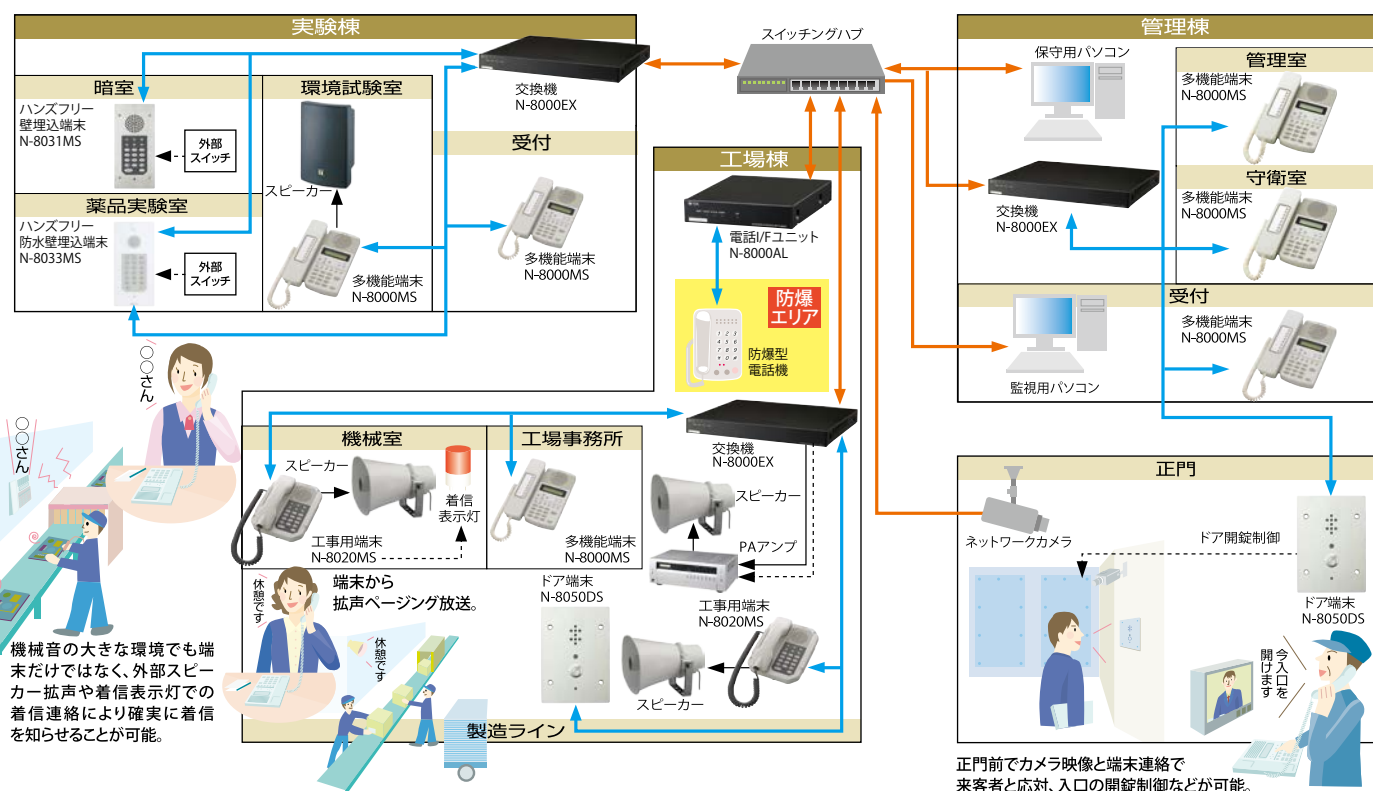 実験棟
暗室
ハンズフリー
壁埋込端末
N-8031MS
外部
スイッチ
薬品実験室
ハンズフリー
防水壁埋込端末
N-8033MS
外部
スイッチ
環境試験室
スピーカー
多機能端末
N-8000MS
交換機
N-8000EX
受付
多機能端末
N-8000MS
スイッチングハブ
工場棟
電話I/Fユニット
N-8000AL
防爆
エリア
防爆型
電話機
交換機
N-8000EX
機械室
スピーカー
着信
表示灯
工事用端末
N-8020MS
工場事務所
多機能端末
N-8000MS
スピーカー
PAアンプ
工事用端末
N-8020MS
スピーカー
ドア端末
N-8050DS
端末から
拡声ページング放送。
休憩です
休憩です
製造ライン
〇〇さん
〇〇さん
機械音の大きな環境でも端
末だけではなく、外部スピー
カー拡声や着信表示灯での
着信連絡により確実に着信
を知らせることが可能。
管理棟
保守用パソコン
交換機
N-8000EX
管理室
多機能端末
N-8000MS
守衛室
多機能端末
N-8000MS
受付
多機能端末
N-8000MS
監視用パソコン
正門
ネットワークカメラ
ドア開錠制御
ドア端末
N-8050DS
今入口を
開けます
正門前でカメラ映像と端末連絡で
来客者と応対、入口の開錠制御などが可能。